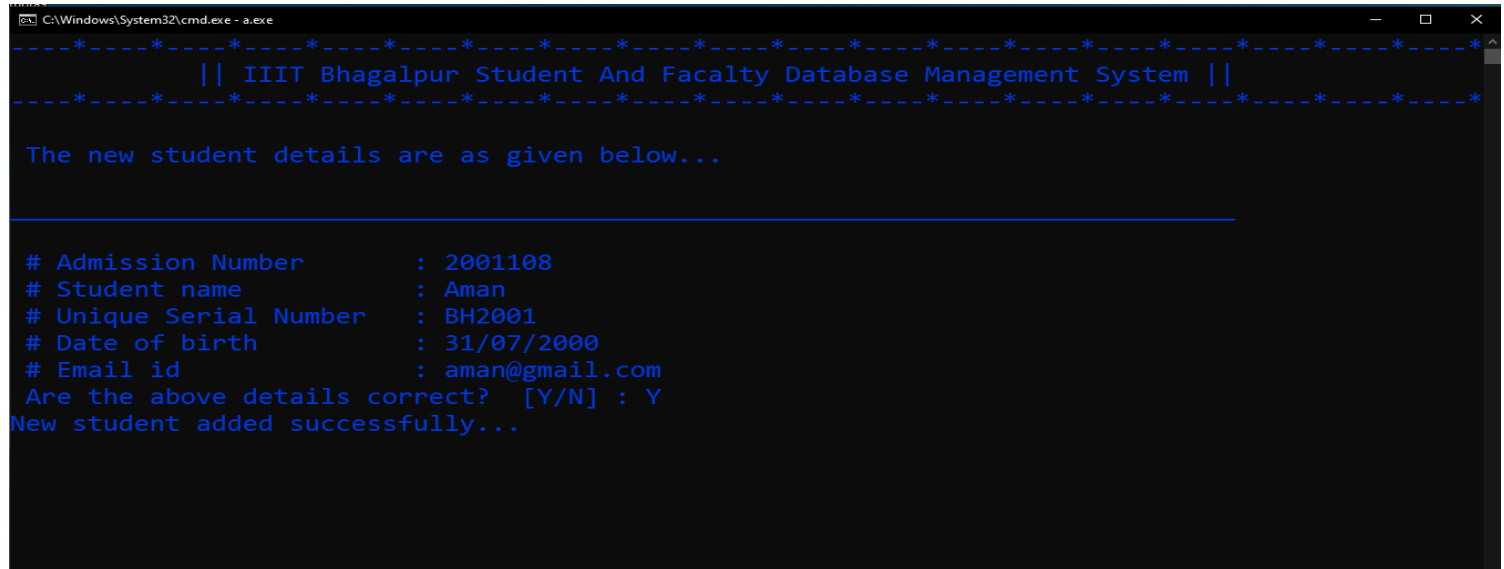 C:\Windows\System32\cmd.exe - a.exe
----*----*----*----*----*----*----*----*----*----*----*----*----*----*----*----*----*----*----*
|| IIIT Bhagalpur Student And Facalty Database Management System ||
----*----*----*----*----*----*----*----*----*----*----*----*----*----*----*----*----*----*----*
The new student details are as given below...
# Admission Number : 2001108
# Student name : Aman
# Unique Serial Number : BH2001
# Date of birth : 31/07/2000
# Email id : aman@gmail.com
Are the above details correct? [Y/N] : Y
New student added successfully...